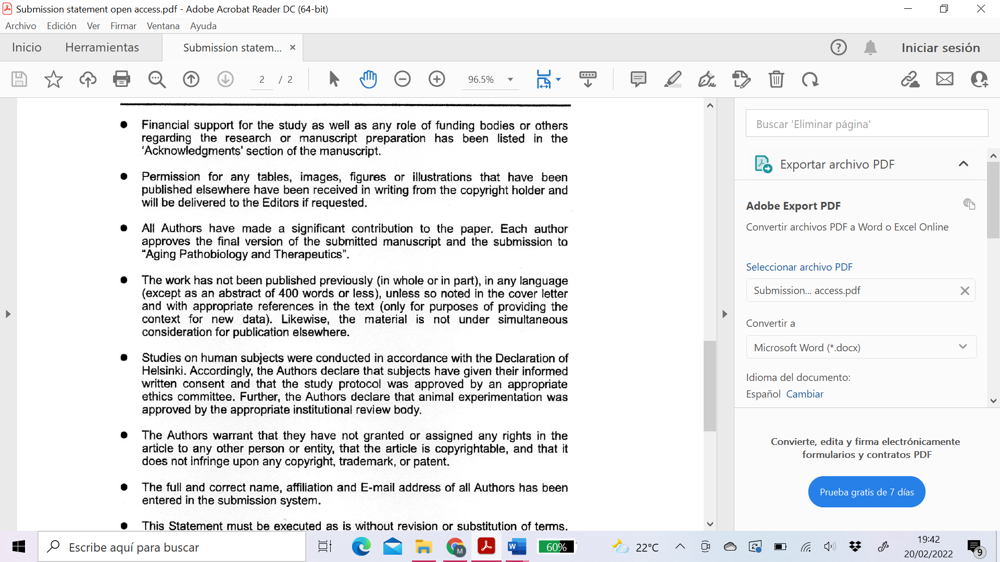 Submission statement open access.pdf - Adobe Acrobat Reader DC (64-bit)
Archivo Edición Ver Firmar Ventana Ayuda
Inicio Herramientas Submission statem... × Iniciar sesión
2 / 2 96.5%
Financial support for the study as well as any role of funding bodies or others
regarding the research or manuscript preparation has been listed in the
‘Acknowledgments’ section of the manuscript.
Permission for any tables, images, figures or illustrations that have been
published elsewhere have been received in writing from the copyright holder and
will be delivered to the Editors if requested.
All Authors have made a significant contribution to the paper. Each author
approves the final version of the submitted manuscript and the submission to
“Aging Pathobiology and Therapeutics”.
The work has not been published previously (in whole or in part), in any language
(except as an abstract of 400 words or less), unless so noted in the cover letter
and with appropriate references in the text (only for purposes of providing the
context for new data). Likewise, the material is not under simultaneous
consideration for publication elsewhere.
Studies on human subjects were conducted in accordance with the Declaration of
Helsinki. Accordingly, the Authors declare that subjects have given their informed
written consent and that the study protocol was approved by an appropriate
ethics committee. Further, the Authors declare that animal experimentation was
approved by the appropriate institutional review body.
The Authors warrant that they have not granted or assigned any rights in the
article to any other person or entity, that the article is copyrightable, and that it
does not infringe upon any copyright, trademark, or patent.
The full and correct name, affiliation and E-mail address of all Authors has been
entered in the submission system.
This Statement must be executed as is without revision or substitution of terms.
Buscar 'Eliminar página'
Exportar archivo PDF
Adobe Export PDF
Convertir archivos PDF a Word o Excel Online
Seleccionar archivo PDF
Submission... access.pdf
Convertir a
Microsoft Word (*.docx)
Idioma del documento:
Español Cambiar
Convierte, edita y firma electrónicamente
formularios y contratos PDF
Prueba gratis de 7 días
Escribe aquí para buscar
M
60%
22°C
19:42
20/02/2022
9